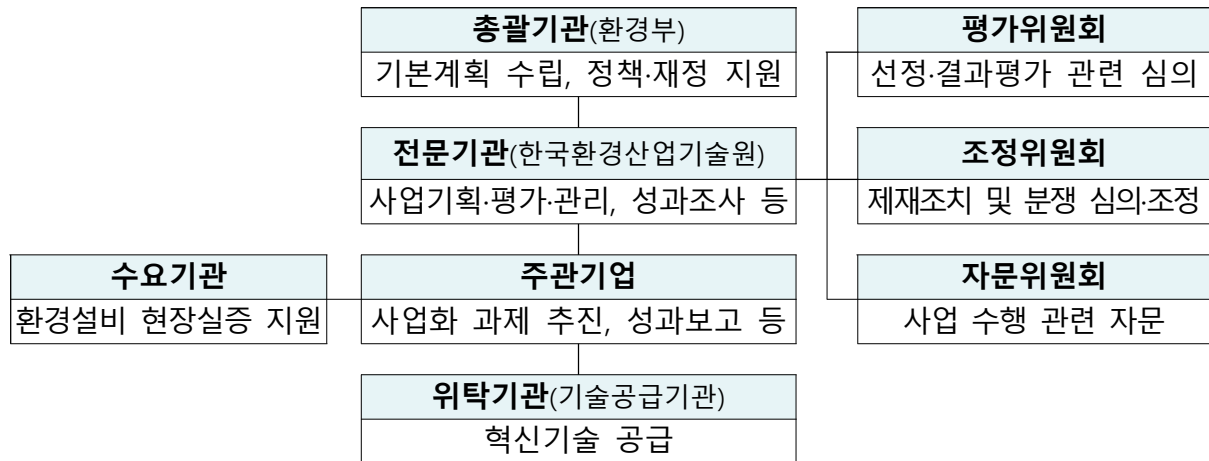 총괄기관(환경부)
기본계획 수립, 정책·재정 지원
평가위원회
선정·결과평가 관련 심의
전문기관(한국환경산업기술원)
사업기획·평가·관리, 성과조사 등
조정위원회
제재조치 및 분쟁 심의·조정
수요기관
환경설비 현장실증 지원
주관기업
사업화 과제 추진, 성과보고 등
자문위원회
사업 수행 관련 자문
위탁기관(기술공급기관)
혁신기술 공급